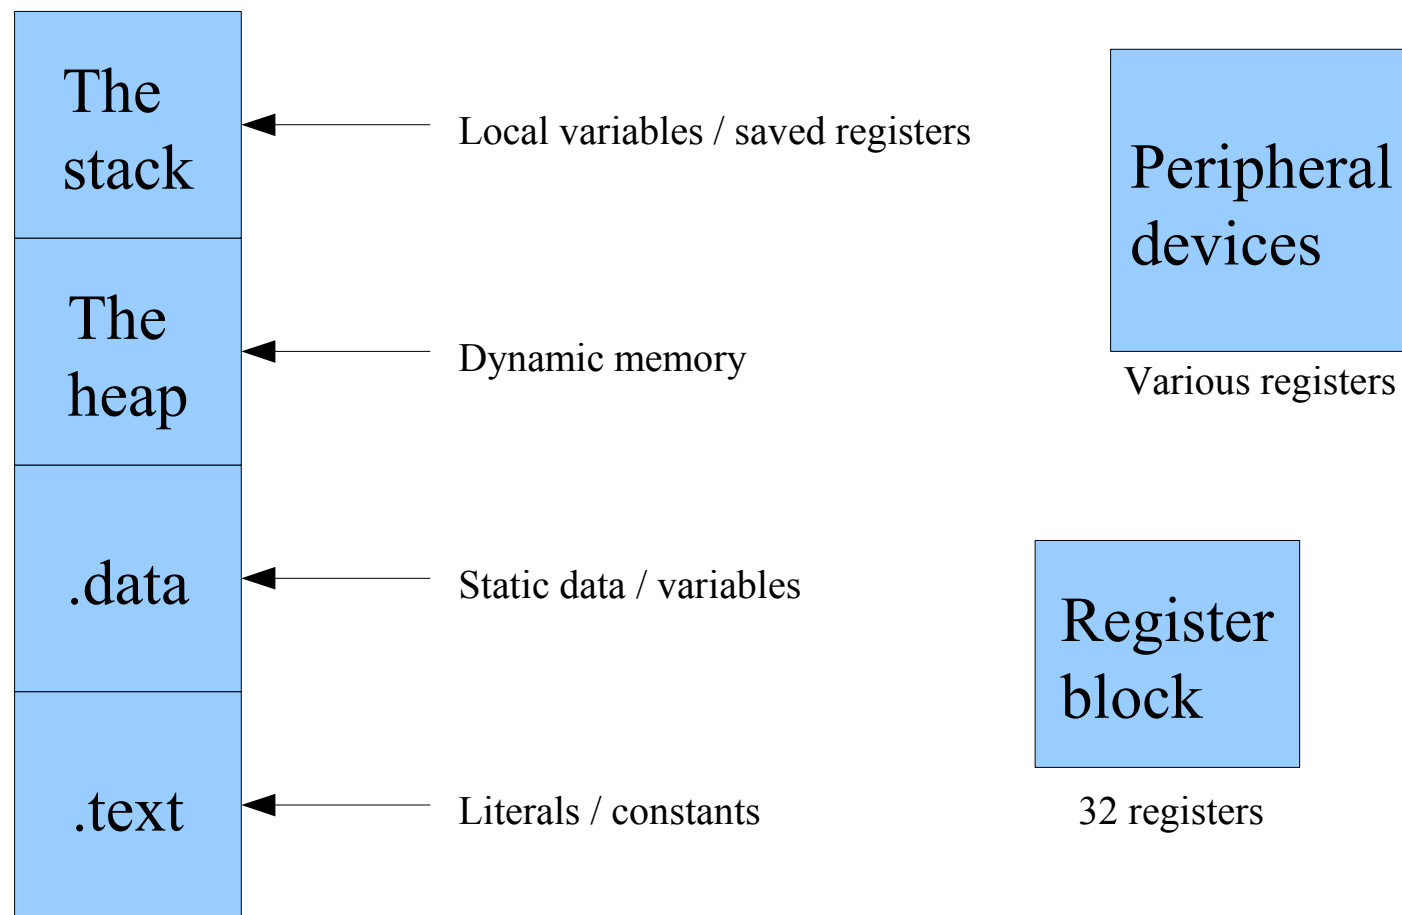 The
stack
Local variables / saved registers
The
heap
Dynamic memory
.data
Static data / variables
.text
Literals / constants
Peripheral
devices
Various registers
Register
block
32 registers